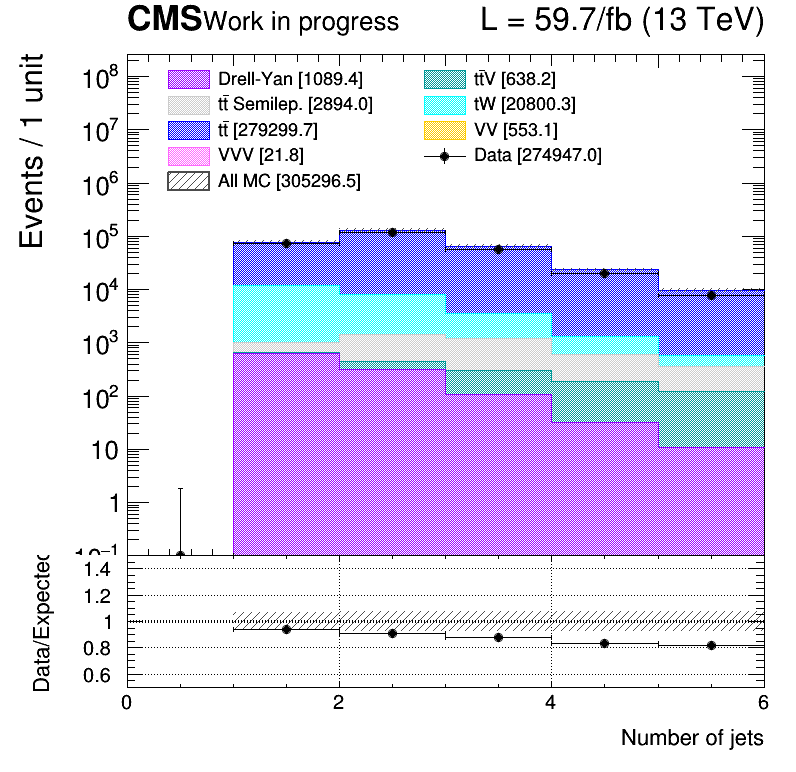 CMS Work in progress L = 59.7/fb (13 TeV)
Events / 1 unit
10⁸
10⁷
10⁶
10⁵
10⁴
10³
10²
10
1
10⁻¹
Drell-Yan [1089.4]
tt̄ Semilep. [2894.0]
tt̄ [279299.7]
VVV [21.8]
All MC [305296.5]
tt̄V [638.2]
tW [20800.3]
VV [553.1]
Data [274947.0]
Data/Expected
1.4
1.2
1
0.8
0.6
0 2 4 6
Number of jets